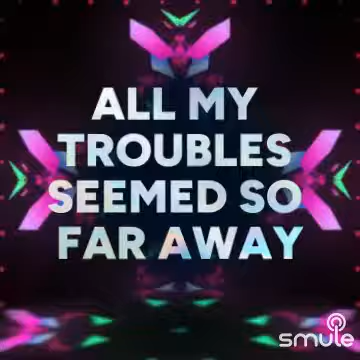 ALL MY
TROUBLES
SEEMED SO
FAR AWAY
smule